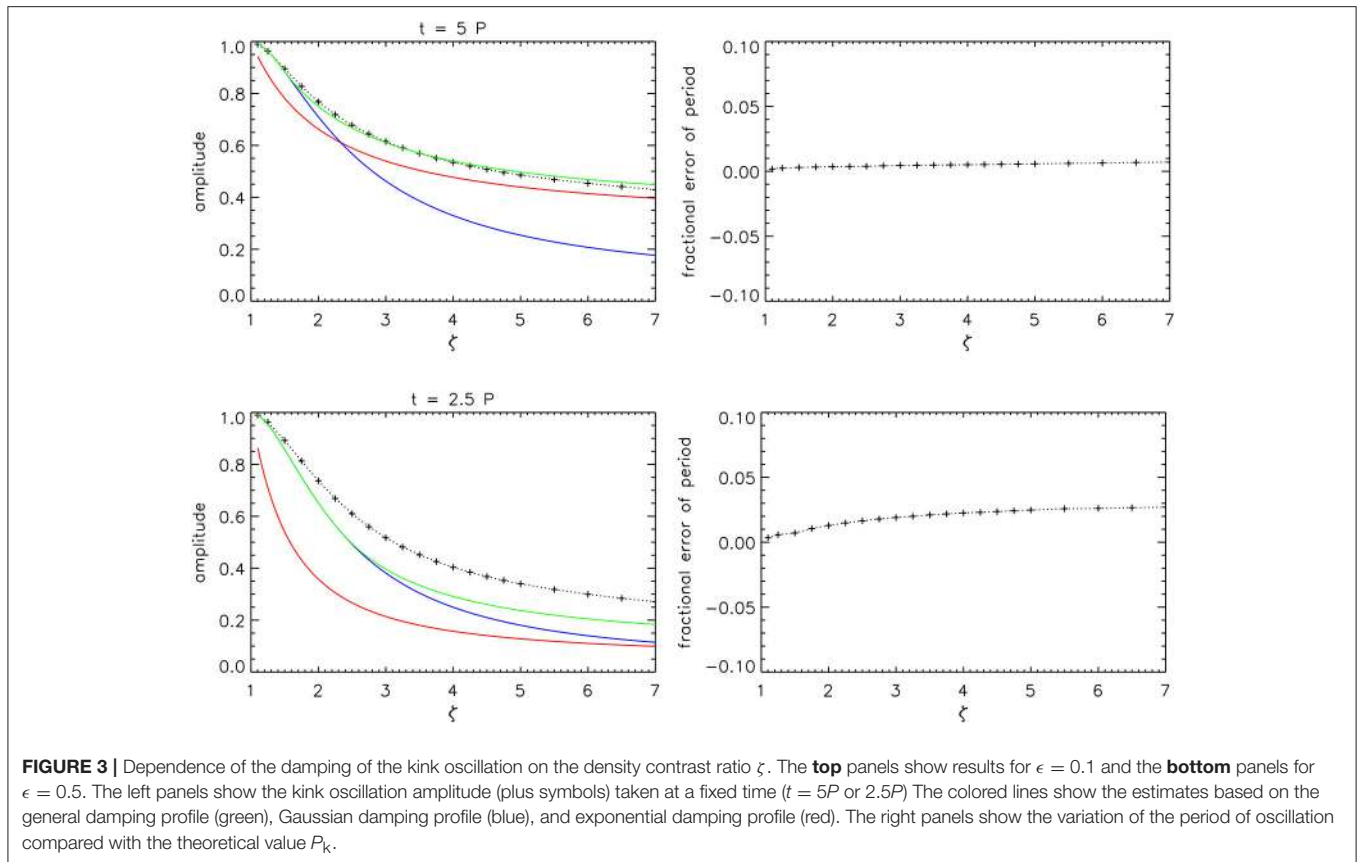 t = 5 P
1.0
0.8
0.6
0.4
0.2
0.0
amplitude
1 2 3 4 5 6 7
ζ
0.10
0.05
0.00
−0.05
−0.10
fractional error of period
1 2 3 4 5 6 7
ζ
t = 2.5 P
1.0
0.8
0.6
0.4
0.2
0.0
amplitude
1 2 3 4 5 6 7
ζ
0.10
0.05
0.00
−0.05
−0.10
fractional error of period
1 2 3 4 5 6 7
ζ
FIGURE 3 | Dependence of the damping of the kink oscillation on the density contrast ratio ζ. The top panels show results for ϵ = 0.1 and the bottom panels for
ϵ = 0.5. The left panels show the kink oscillation amplitude (plus symbols) taken at a fixed time (t = 5P or 2.5P) The colored lines show the estimates based on the
general damping profile (green), Gaussian damping profile (blue), and exponential damping profile (red). The right panels show the variation of the period of oscillation
compared with the theoretical value Pₖ.